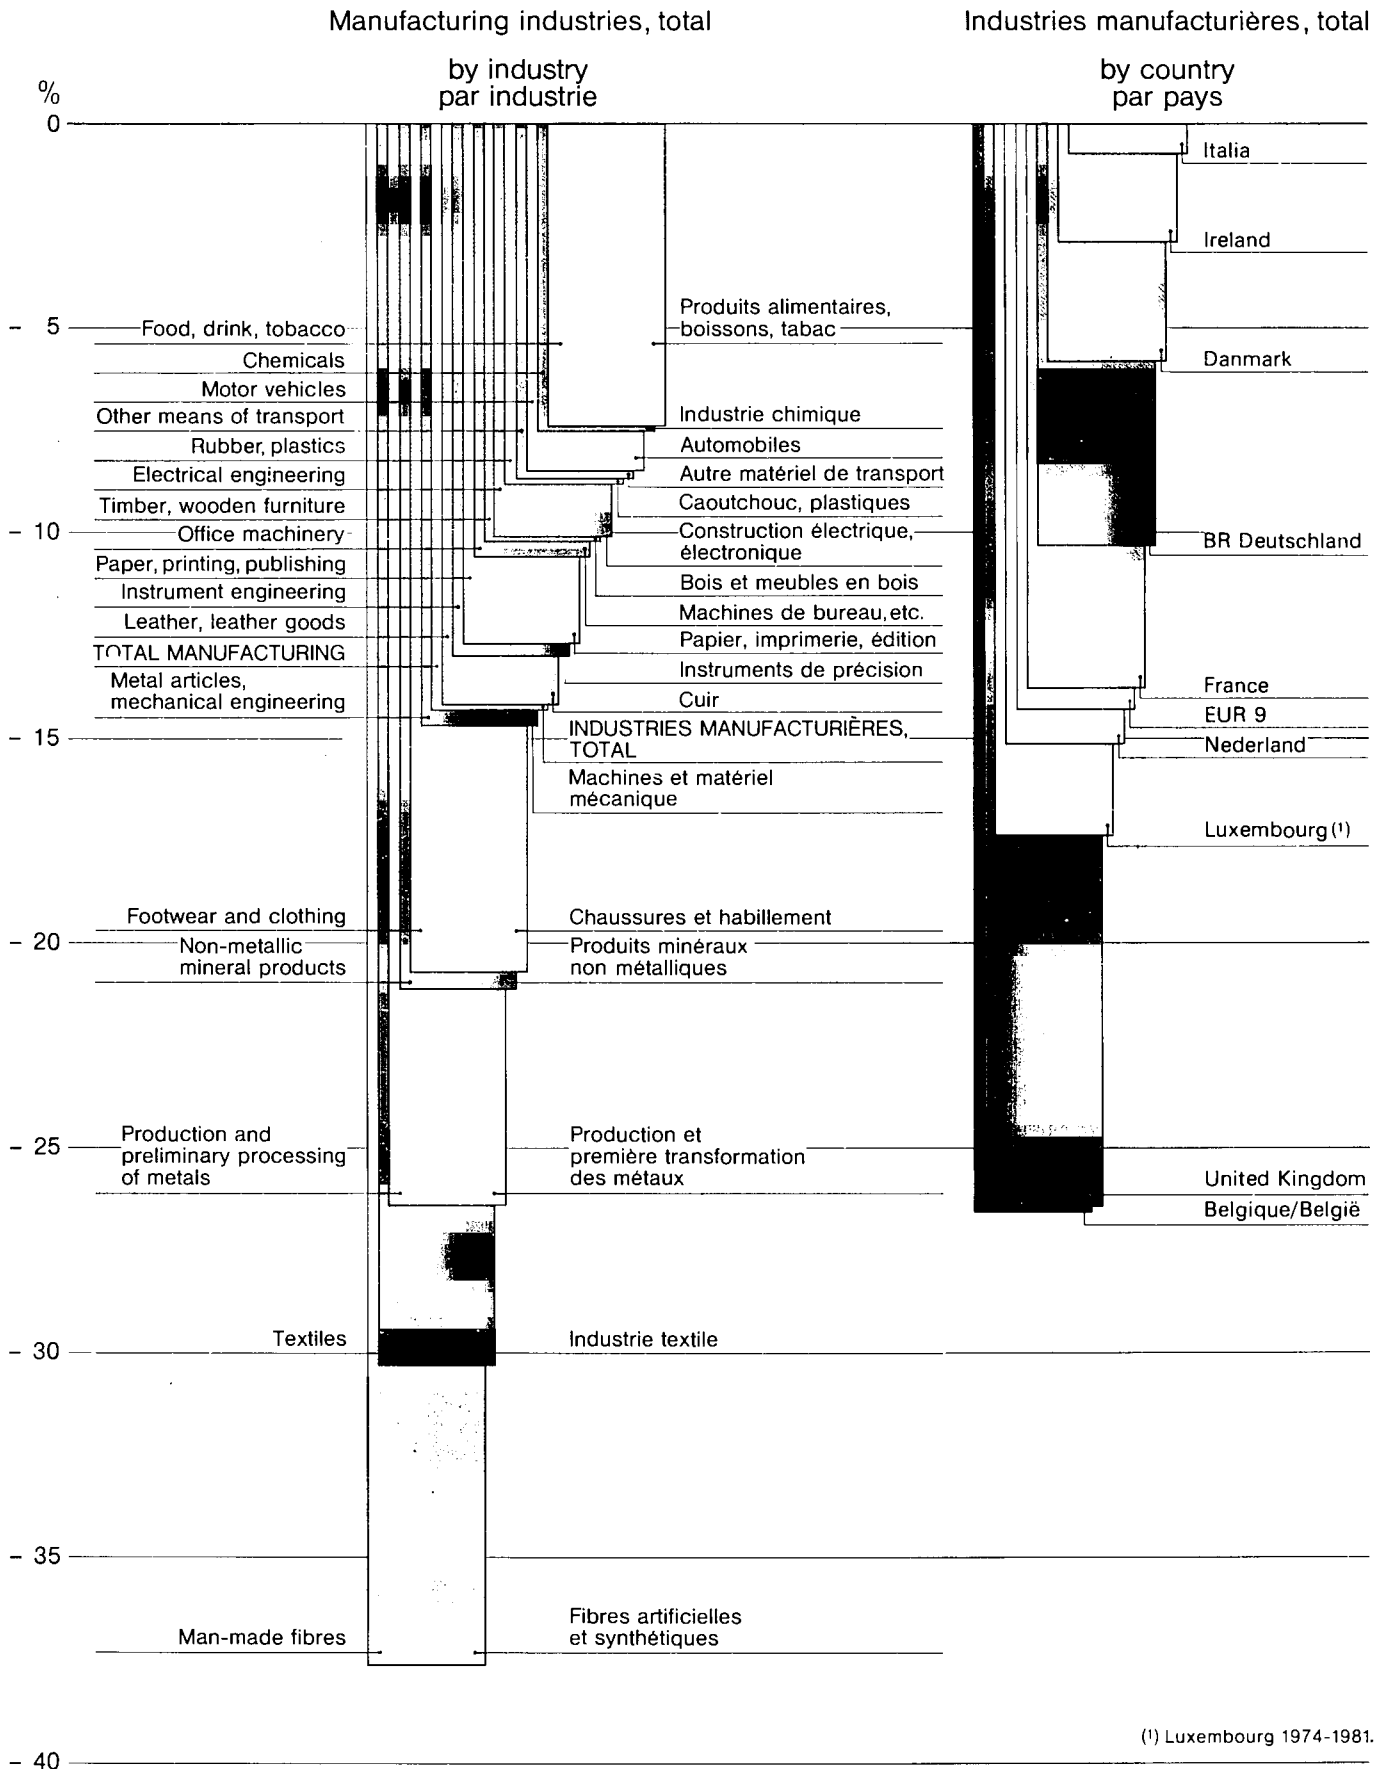 Manufacturing industries, total
Industries manufacturières, total
by industry
par industrie
by country
par pays
%
0
Italia
Ireland
Produits alimentaires,
- 5
Food, drink, tobacco
boissons, tabac
Chemicals
Danmark
Motor vehicles
Other means of transport
Industrie chimique
Rubber, plastics
Automobiles
Electrical engineering
Autre matériel de transport
Timber, wooden furniture
Caoutchouc, plastiques
- 10
Office machinery
Construction électrique,
électronique
BR Deutschland
Paper, printing, publishing
Bois et meubles en bois
Instrument engineering
Machines de bureau, etc.
Leather, leather goods
Papier, imprimerie, édition
TOTAL MANUFACTURING
Instruments de précision
Metal articles,
mechanical engineering
Cuir
France
EUR 9
- 15
INDUSTRIES MANUFACTURIÈRES,
TOTAL
Nederland
Machines et matériel
mécanique
Luxembourg (1)
Footwear and clothing
Chaussures et habillement
- 20
Non-metallic
mineral products
Produits minéraux
non métalliques
- 25
Production and
preliminary processing
of metals
Production et
première transformation
des métaux
United Kingdom
Belgique/België
Textiles
Industrie textile
- 30
- 35
Man-made fibres
Fibres artificielles
et synthétiques
(1) Luxembourg 1974-1981.
- 40